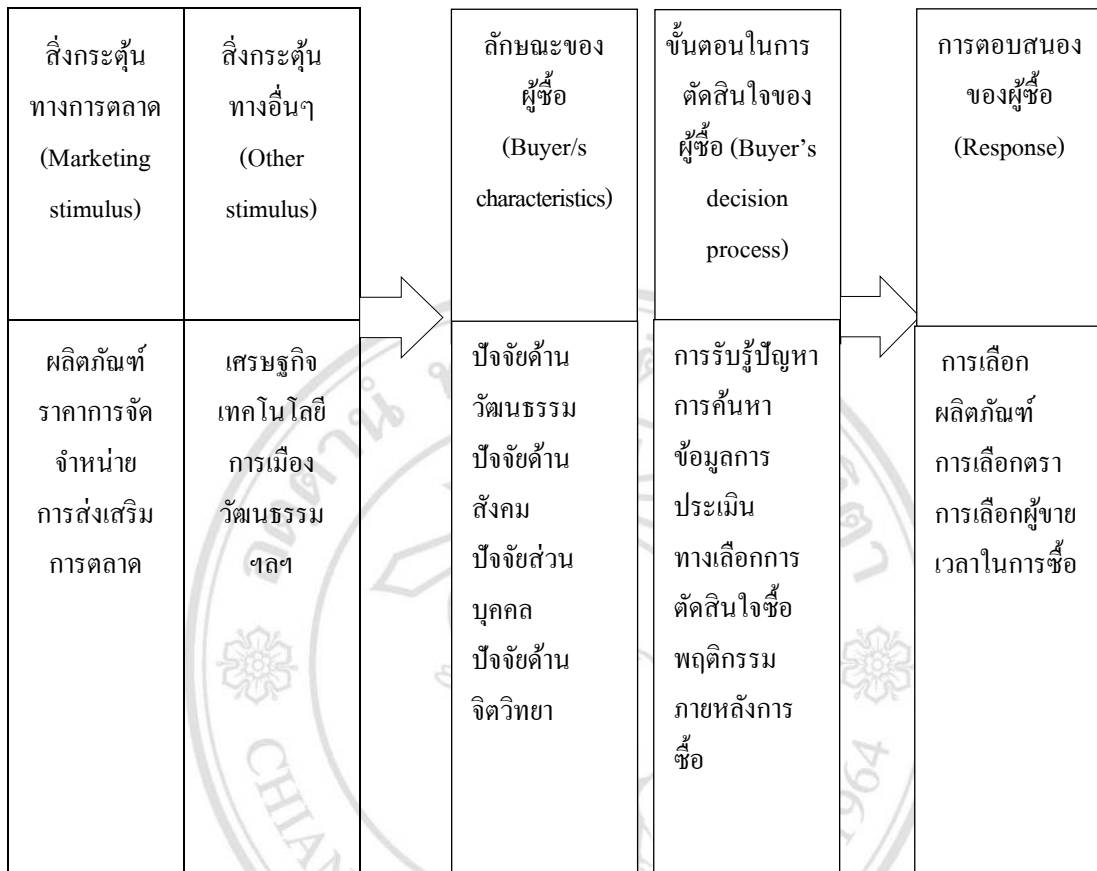 สิ่งกระตุ้น
ทางการตลาด
(Marketing
stimulus)
สิ่งกระตุ้น
ทางอื่นๆ
(Other
stimulus)
ลักษณะของ
ผู้ซื้อ
(Buyer/s
characteristics)
ขั้นตอนในการ
ตัดสินใจของ
ผู้ซื้อ (Buyer’s
decision
process)
การตอบสนอง
ของผู้ซื้อ
(Response)
ผลิตภัณฑ์
ราคาการจัด
จำหน่าย
การส่งเสริม
การตลาด
เศรษฐกิจ
เทคโนโลยี
การเมือง
วัฒนธรรม
ฯลฯ
ปัจจัยด้าน
วัฒนธรรม
ปัจจัยด้าน
สังคม
ปัจจัยส่วน
บุคคล
ปัจจัยด้าน
จิตวิทยา
การรับรู้ปัญหา
การค้นหา
ข้อมูลการ
ประเมิน
ทางเลือกการ
ตัดสินใจซื้อ
พฤติกรรม
ภายหลังการ
ซื้อ
การเลือก
ผลิตภัณฑ์
การเลือกตรา
การเลือกผู้ขาย
เวลาในการซื้อ
CHIAN
1964